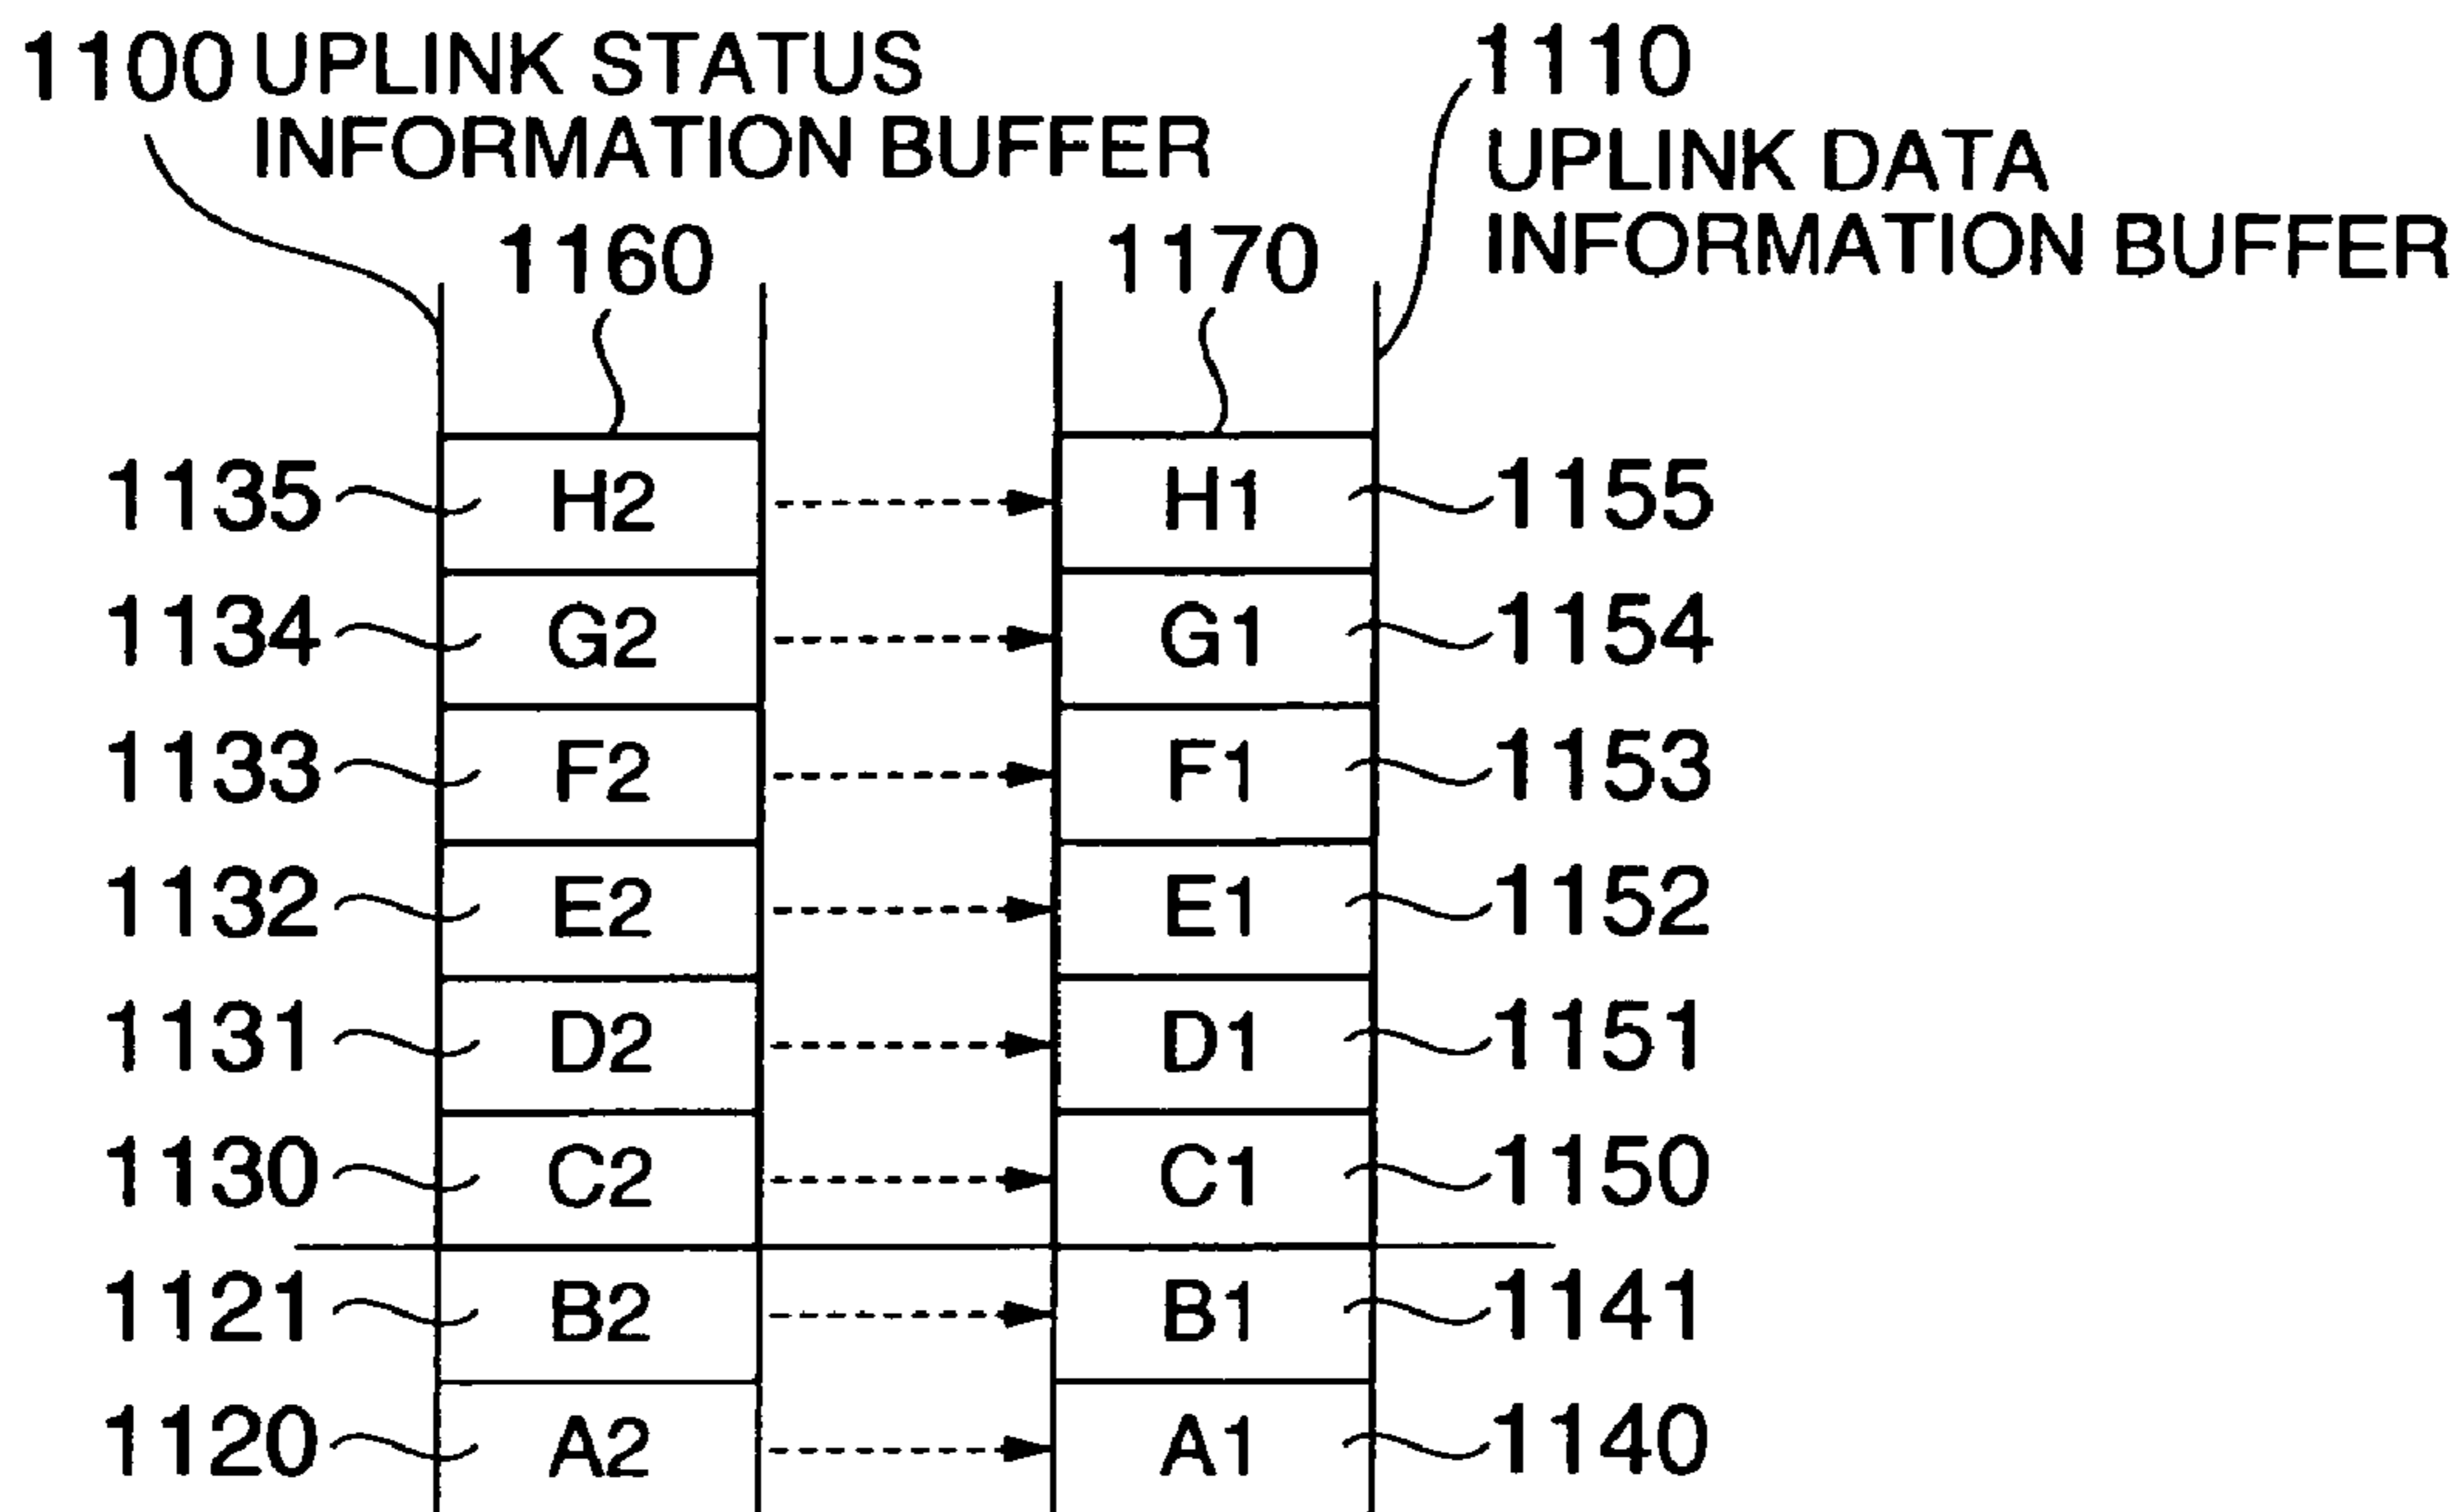 1100 UPLINK STATUS
INFORMATION BUFFER
1110
UPLINK DATA
INFORMATION BUFFER
1160 1170
1135 H2 H1 1155
1134 G2 G1 1154
1133 F2 F1 1153
1132 E2 E1 1152
1131 D2 D1 1151
1130 C2 C1 1150
1121 B2 B1 1141
1120 A2 A1 1140